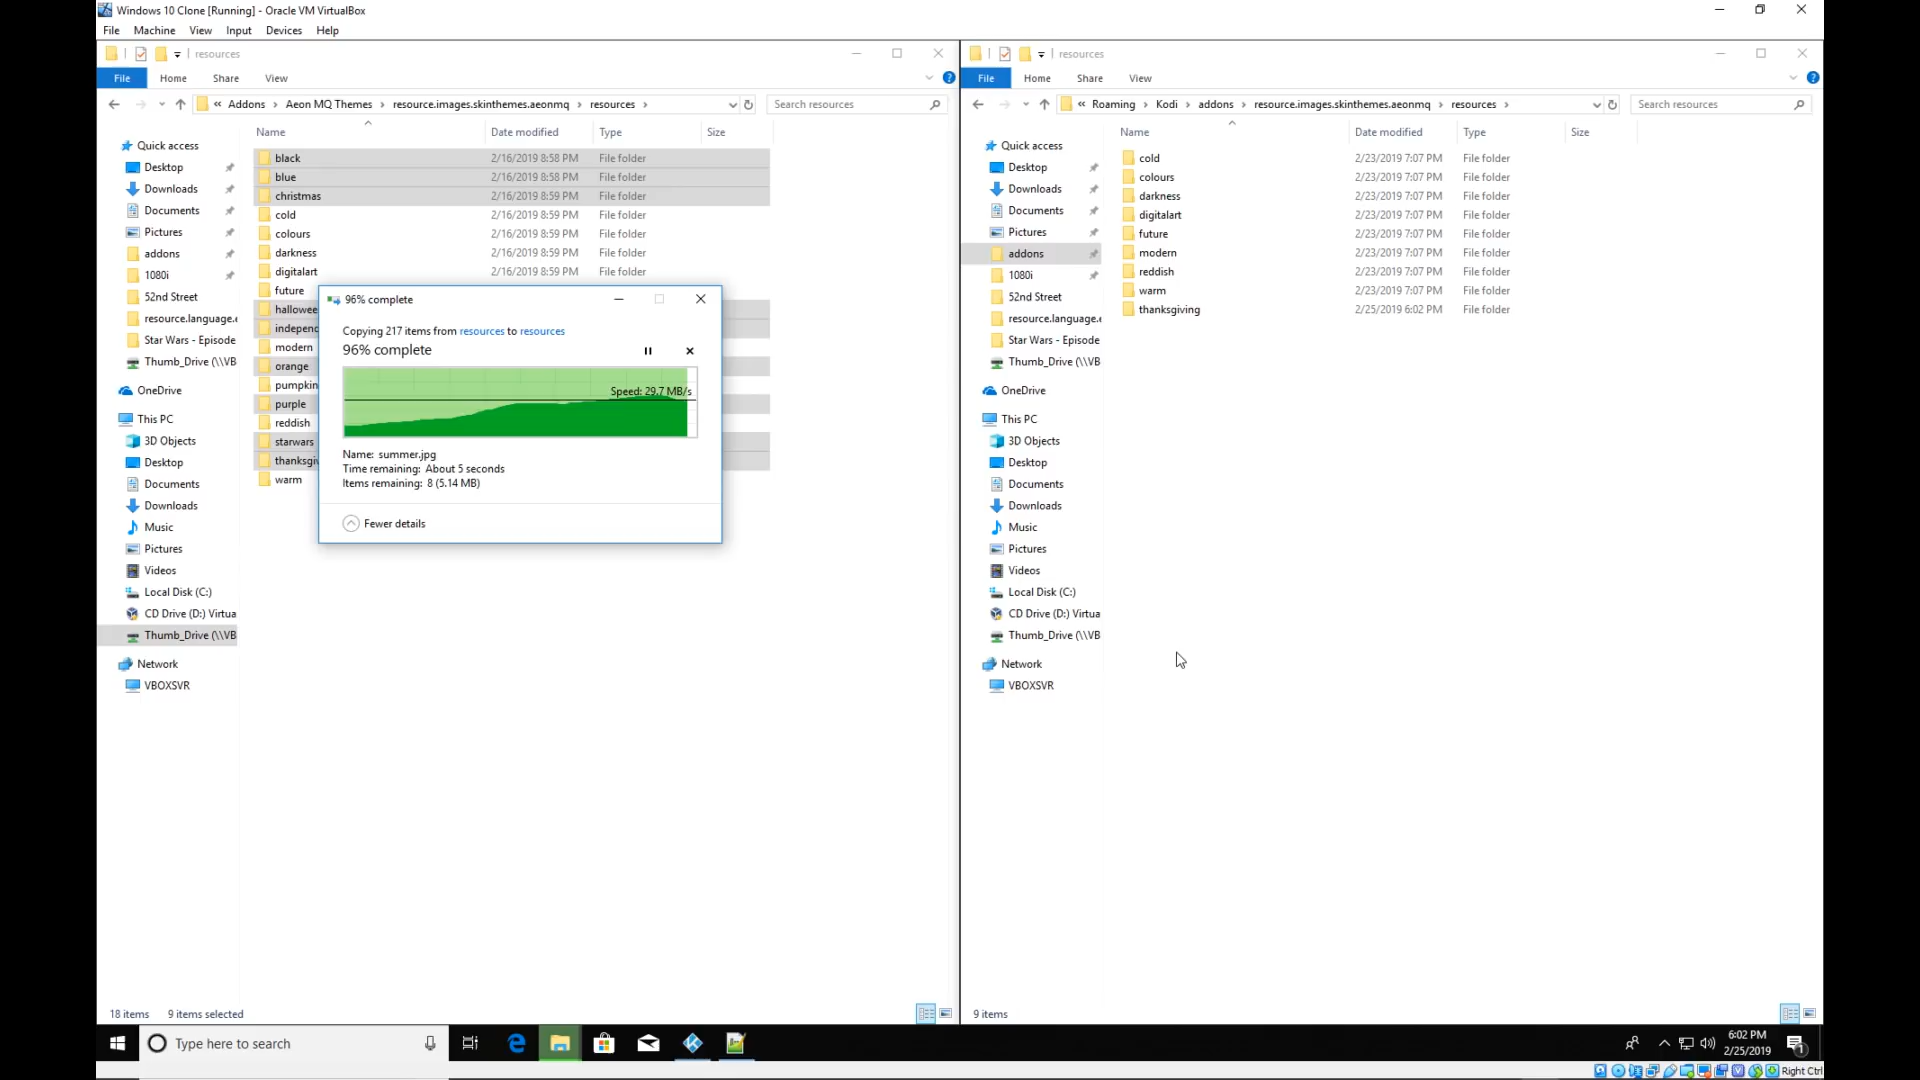 Windows 10 Clone [Running] - Oracle VM VirtualBox
File Machine View Input Devices Help
resources
File Home Share View
« Addons > Aeon MQ Themes > resource.images.skinthemes.aeonmq > resources >
Search resources
Name Date modified Type Size
Quick access
Desktop
Downloads
Documents
Pictures
addons
1080i
52nd Street
resource.language.e
Star Wars - Episode
Thumb_Drive (\\VB
OneDrive
This PC
3D Objects
Desktop
Documents
Downloads
Music
Pictures
Videos
Local Disk (C:)
CD Drive (D:) Virtua
Thumb_Drive (\\VB
Network
VBOXSVR
black 2/16/2019 8:58 PM File folder
blue 2/16/2019 8:58 PM File folder
christmas 2/16/2019 8:59 PM File folder
cold 2/16/2019 8:59 PM File folder
colours 2/16/2019 8:59 PM File folder
darkness 2/16/2019 8:59 PM File folder
digitalart 2/16/2019 8:59 PM File folder
future
hallowee
independ
modern
orange
pumpkin
purple
reddish
starwars
thanksgiv
warm
96% complete
Copying 217 items from resources to resources
96% complete
Speed: 29.7 MB/s
Name: summer.jpg
Time remaining: About 5 seconds
Items remaining: 8 (5.14 MB)
Fewer details
18 items 9 items selected
resources
File Home Share View
« Roaming > Kodi > addons > resource.images.skinthemes.aeonmq > resources >
Search resources
Name Date modified Type Size
Quick access
Desktop
Downloads
Documents
Pictures
addons
1080i
52nd Street
resource.language.e
Star Wars - Episode
Thumb_Drive (\\VB
OneDrive
This PC
3D Objects
Desktop
Documents
Downloads
Music
Pictures
Videos
Local Disk (C:)
CD Drive (D:) Virtua
Thumb_Drive (\\VB
Network
VBOXSVR
cold 2/23/2019 7:07 PM File folder
colours 2/23/2019 7:07 PM File folder
darkness 2/23/2019 7:07 PM File folder
digitalart 2/23/2019 7:07 PM File folder
future 2/23/2019 7:07 PM File folder
modern 2/23/2019 7:07 PM File folder
reddish 2/23/2019 7:07 PM File folder
warm 2/23/2019 7:07 PM File folder
thanksgiving 2/25/2019 6:02 PM File folder
9 items
Type here to search
6:02 PM
2/25/2019
1
Right Ctrl